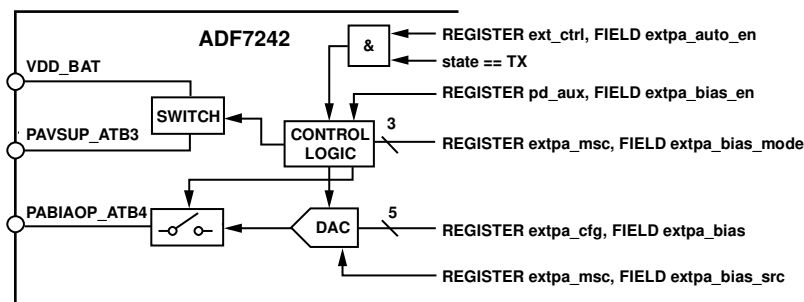 ADF7242
REGISTER ext_ctrl, FIELD extpa_auto_en
&
state == TX
VDD_BAT
REGISTER pd_aux, FIELD extpa_bias_en
SWITCH
3
CONTROL
LOGIC
REGISTER extpa_msc, FIELD extpa_bias_mode
PAVSUP_ATB3
PABIAOP_ATB4
5
DAC
REGISTER extpa_cfg, FIELD extpa_bias
REGISTER extpa_msc, FIELD extpa_bias_src